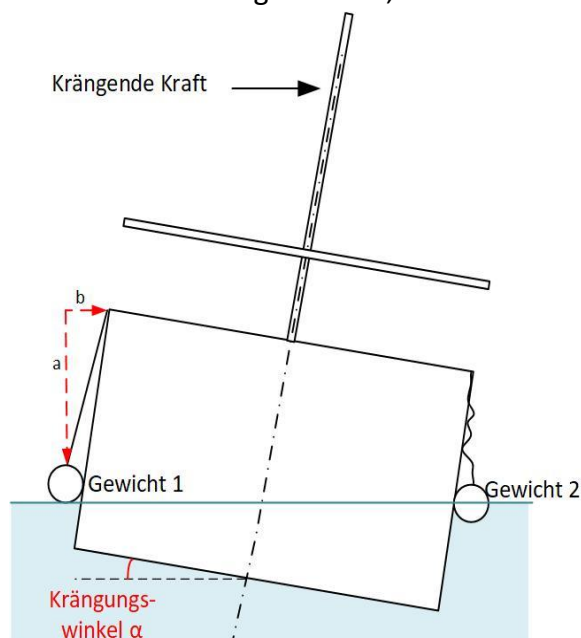 Krängende Kraft
b
a
Gewicht 1
Gewicht 2
Krängungs-
winkel α